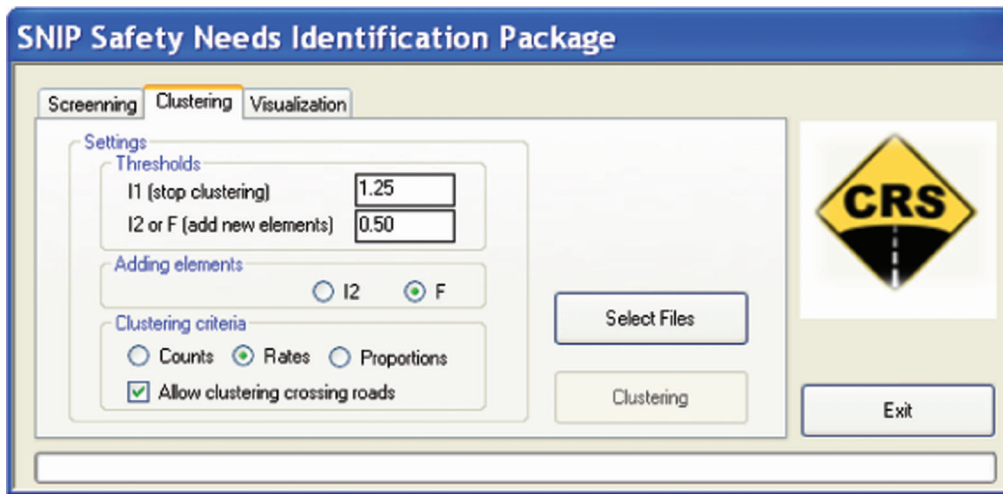 SNIP Safety Needs Identification Package
Screenning Clustering Visualization
Settings
Thresholds
I1 (stop clustering) 1.25
I2 or F (add new elements) 0.50
Adding elements
I2 F
Clustering criteria
Counts Rates Proportions
Allow clustering crossing roads
Select Files
Clustering
CRS
Exit